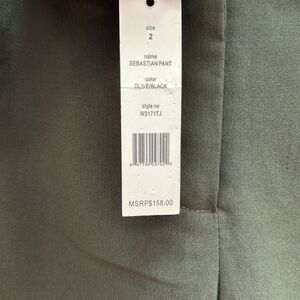 size
2
name
SEBASTIAN PANT
color
OLIVE/BLACK
style no
W2171TJ
MSRP$158.00